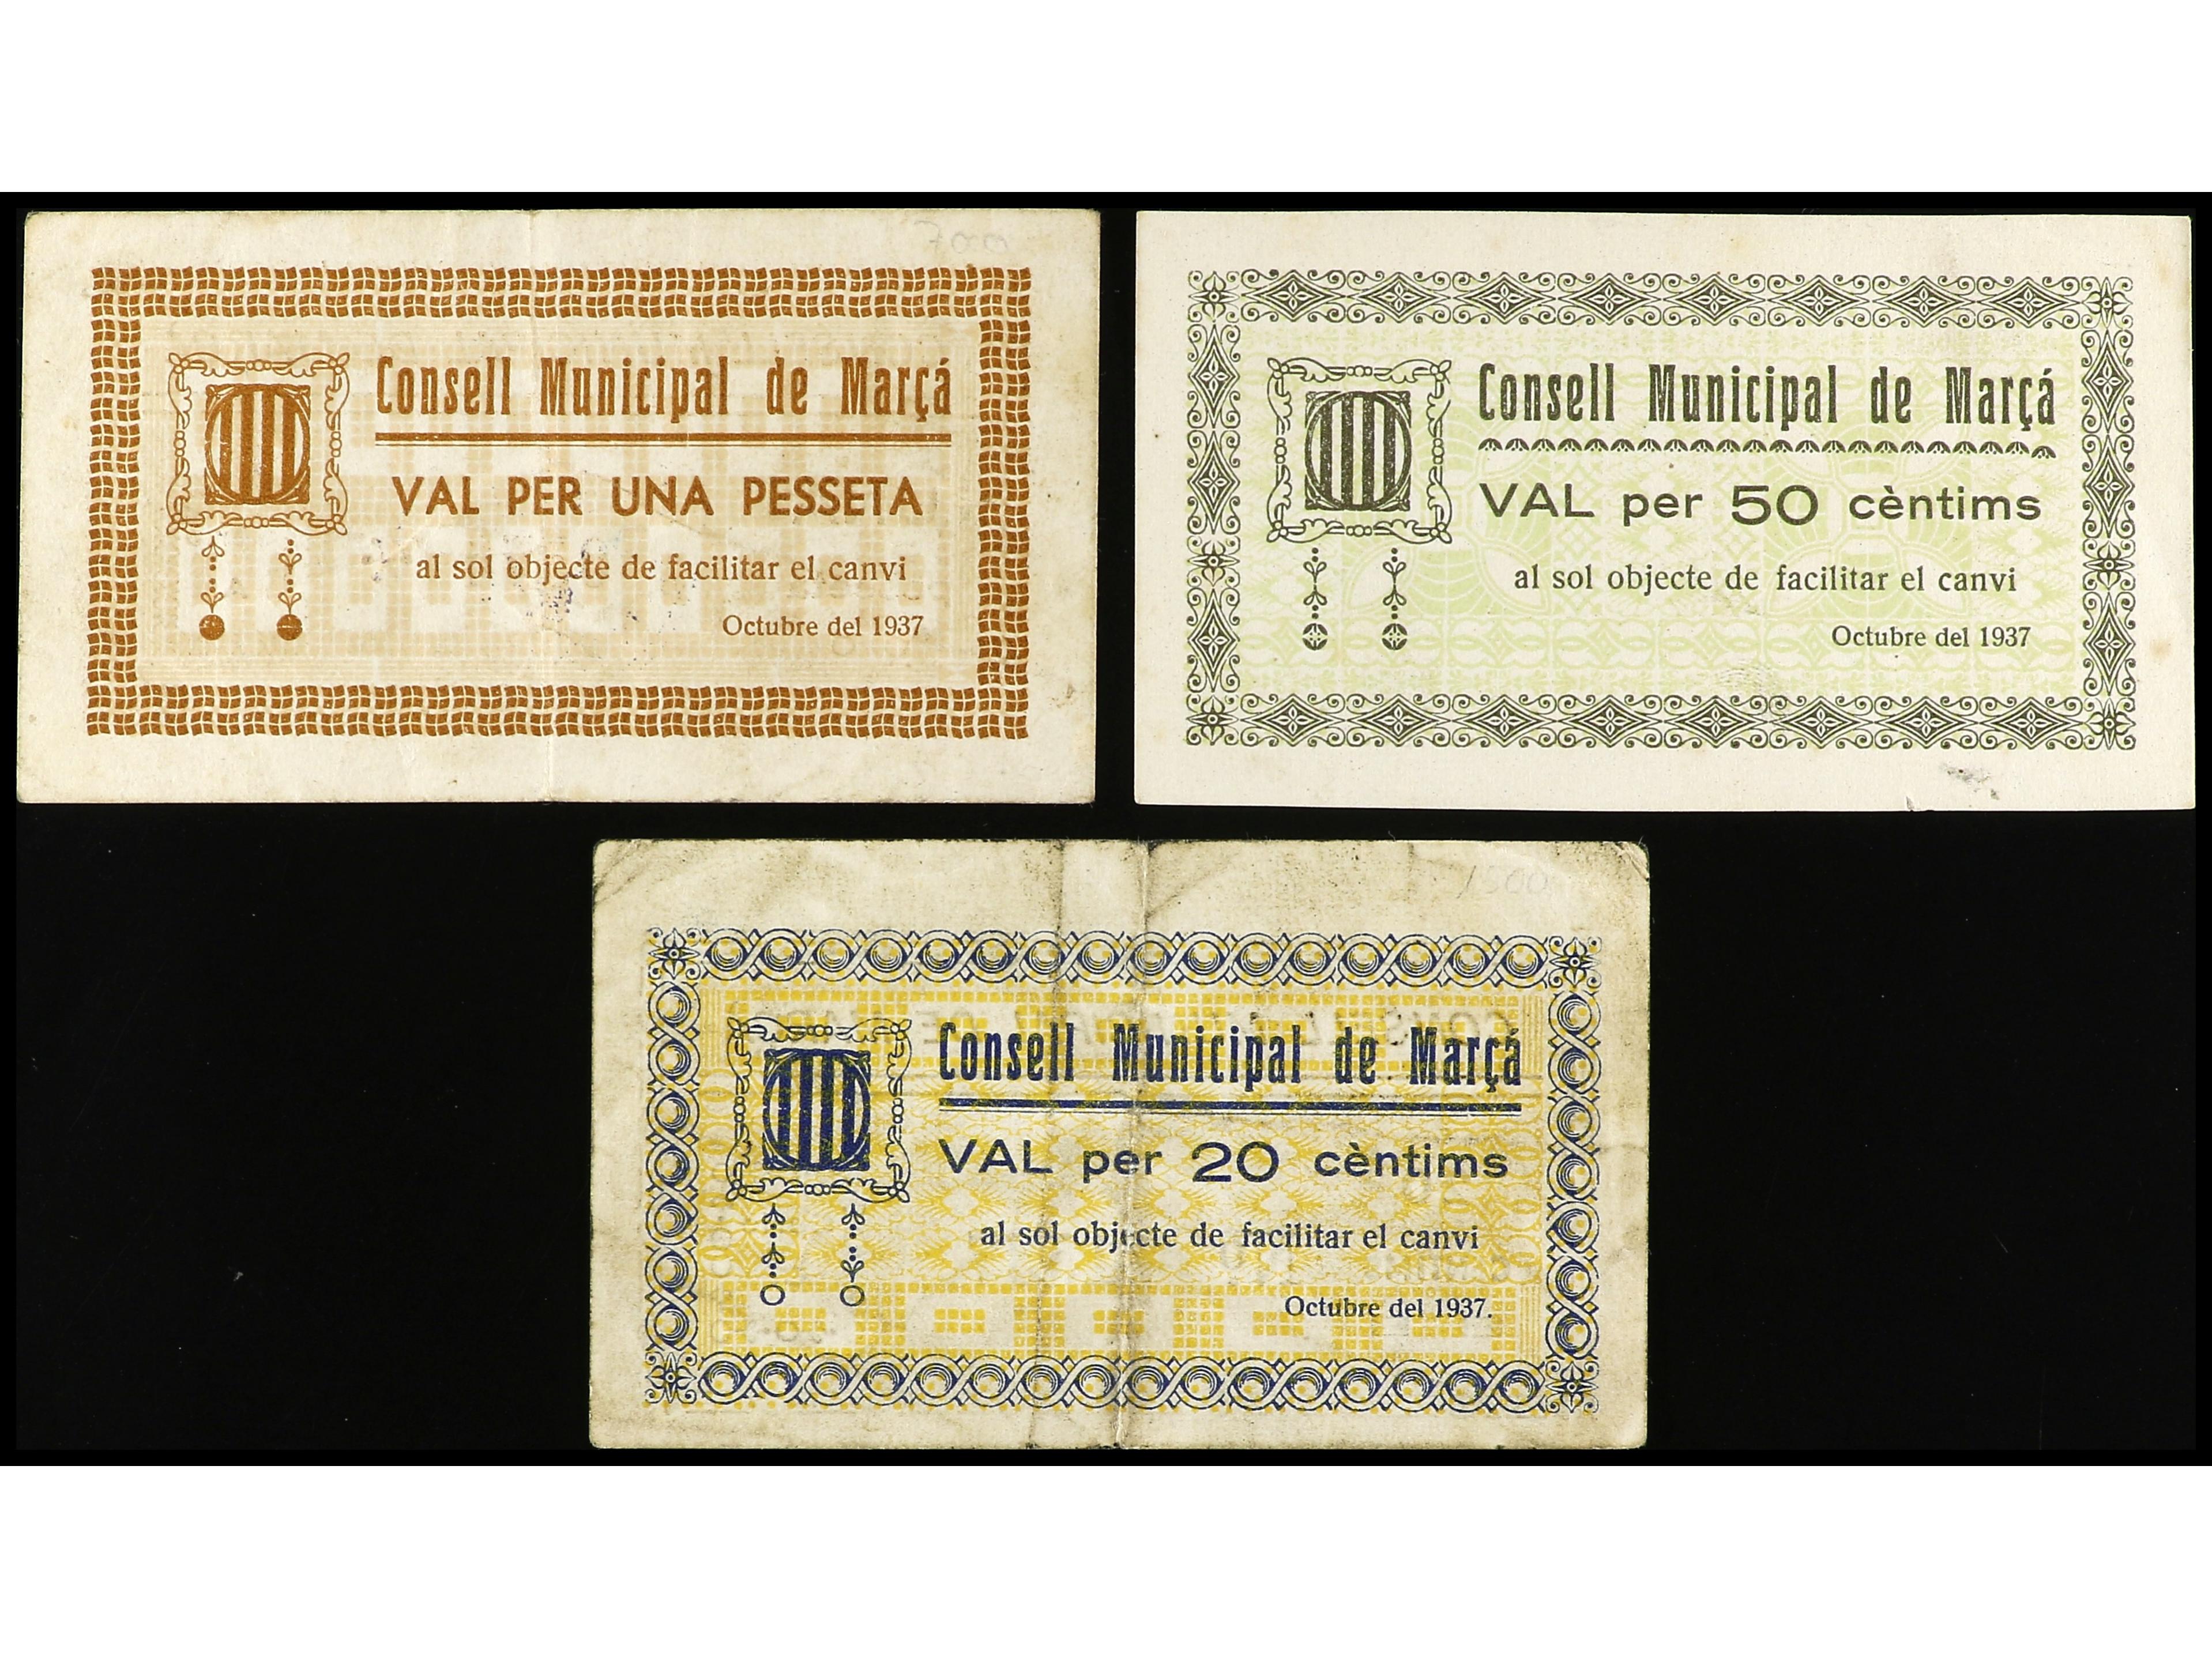 700
Consell Municipal de Marçá
VAL PER UNA PESSETA
al sol objecte de facilitar el canvi
Octubre del 1937
Consell Municipal de Marçá
VAL per 50 cèntims
al sol objecte de facilitar el canvi
Octubre del 1937
1500
Consell Municipal de Marçá
VAL per 20 cèntims
al sol objecte de facilitar el canvi
Octubre del 1937.